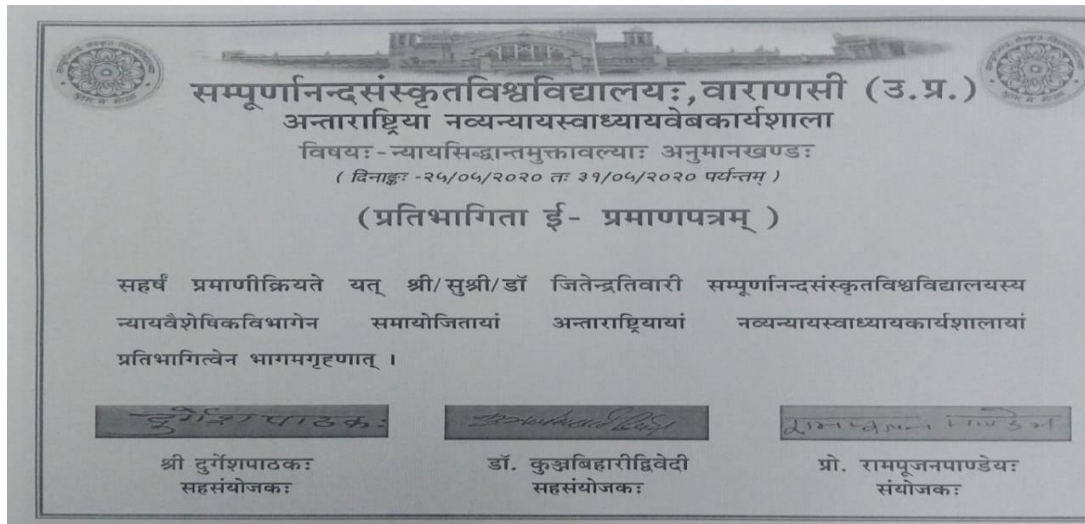 सम्पूर्णानन्दसंस्कृतविश्वविद्यालयः,वाराणसी (उ.प्र.)
अन्ताराष्ट्रिया नव्यन्यायस्वाध्यायवेबकार्यशाला
विषयः-न्यायसिद्धान्तमुक्तावल्याः अनुमानखण्डः
( दिनाङ्कः -२५/०५/२०२० तः ३१/०५/२०२० पर्यन्तम् )
(प्रतिभागिता ई- प्रमाणपत्रम् )
सहर्षं प्रमाणीक्रियते यत् श्री/सुश्री/डॉ जितेन्द्रतिवारी सम्पूर्णानन्दसंस्कृतविश्वविद्यालयस्य
न्यायवैशेषिकविभागेन समायोजितायां अन्ताराष्ट्रियायां नव्यन्यायस्वाध्यायकार्यशालायां
प्रतिभागित्वेन भागमगृह्णात् ।
दुर्गेशपाठकः
रामपूजन पाण्डेय
श्री दुर्गेशपाठकः
सहसंयोजकः
डॉ. कुञ्जबिहारीद्विवेदी
सहसंयोजकः
प्रो. रामपूजनपाण्डेयः
संयोजकः